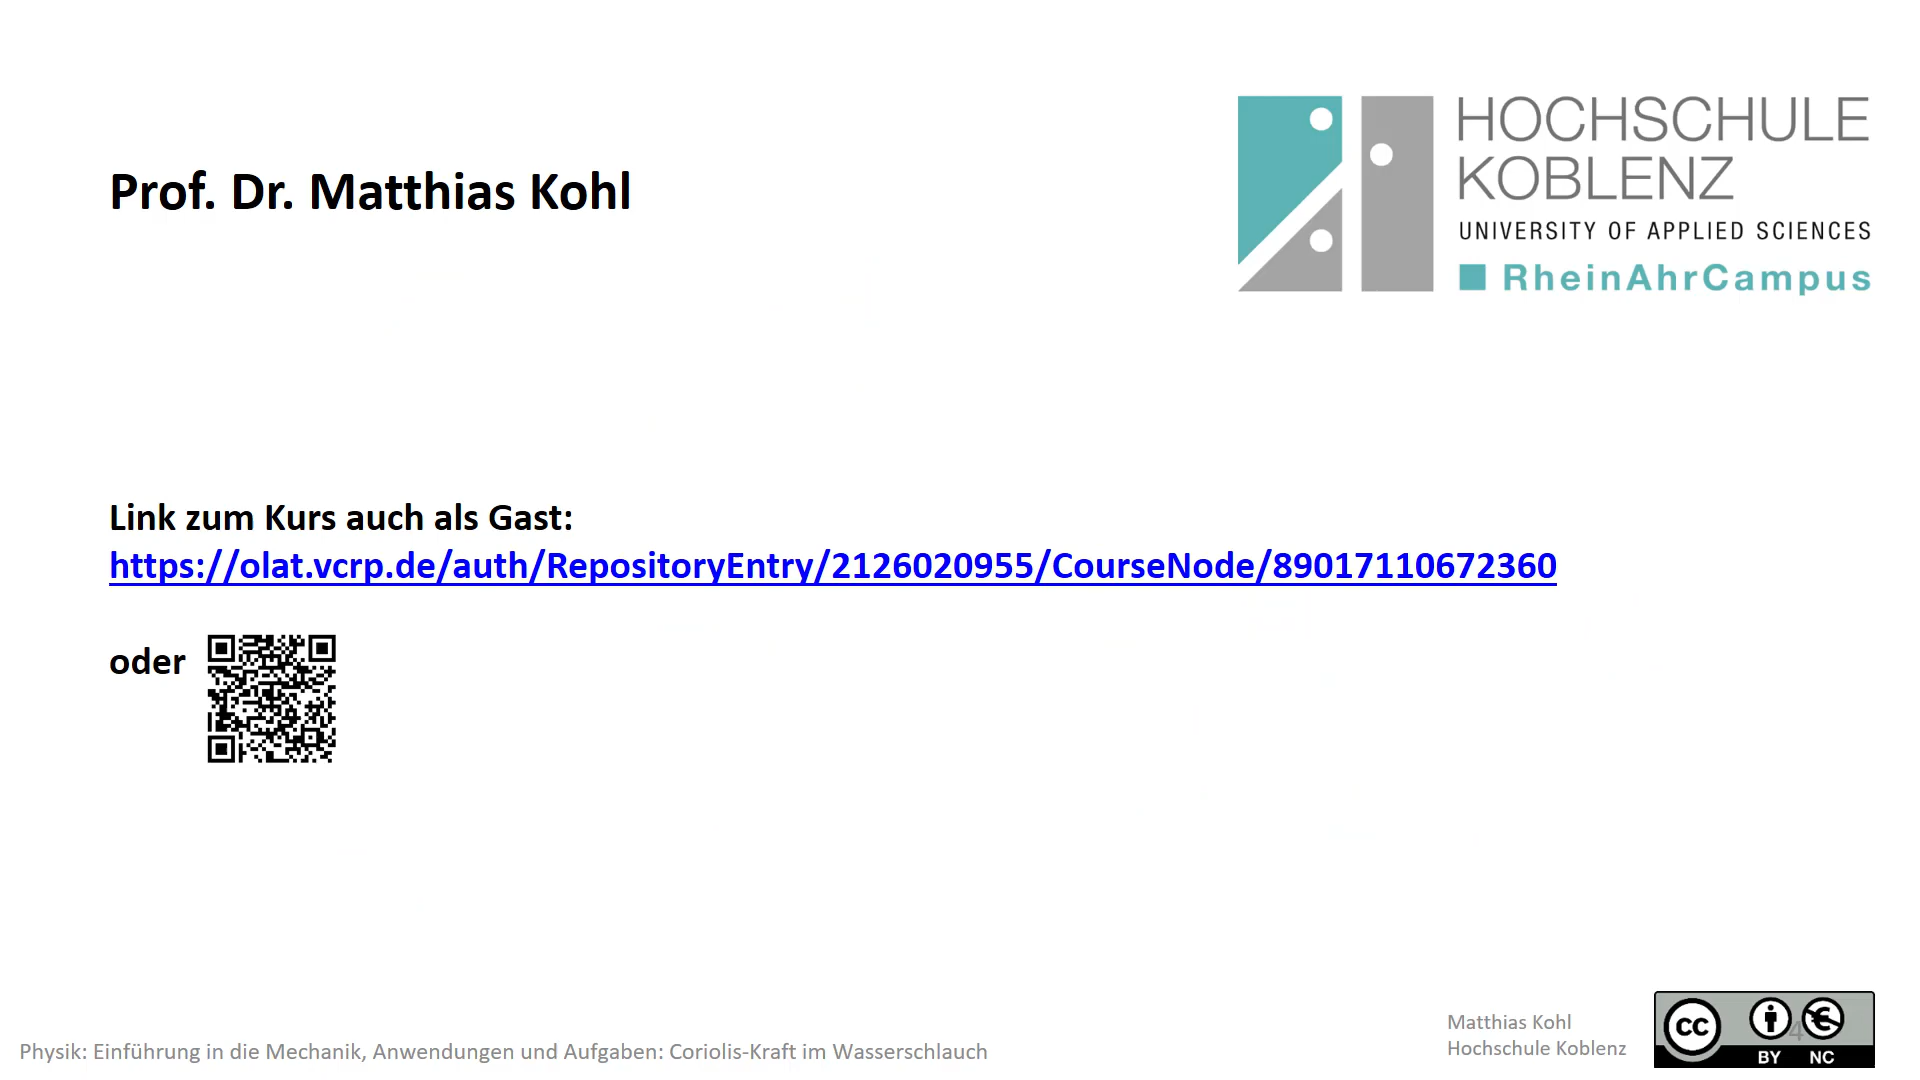 HOCHSCHULE
KOBLENZ
UNIVERSITY OF APPLIED SCIENCES
RheinAhrCampus
Prof. Dr. Matthias Kohl
Link zum Kurs auch als Gast:
https://olat.vcrp.de/auth/RepositoryEntry/2126020955/CourseNode/89017110672360
oder
Matthias Kohl
Hochschule Koblenz
Physik: Einführung in die Mechanik, Anwendungen und Aufgaben: Coriolis-Kraft im Wasserschlauch
cc
4
BY NC